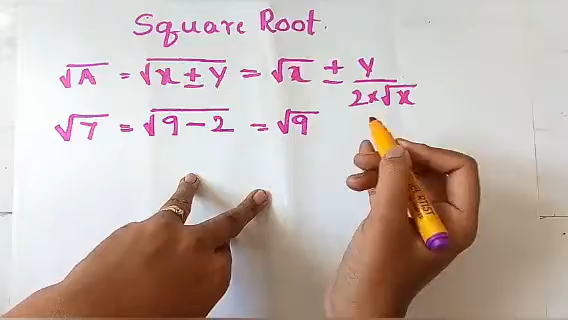 Square Root.
√A = √x ± y = √x ± y / 2×√x
√7 = √9 - 2 = √9